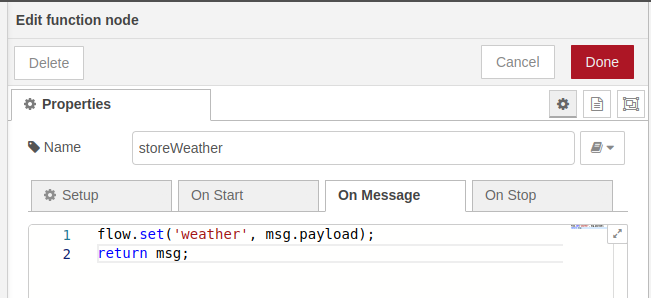 Edit function node
Delete
Cancel
Done
Properties
Name
storeWeather
Setup
On Start
On Message
On Stop
1 flow.set('weather', msg.payload);
2 return msg;